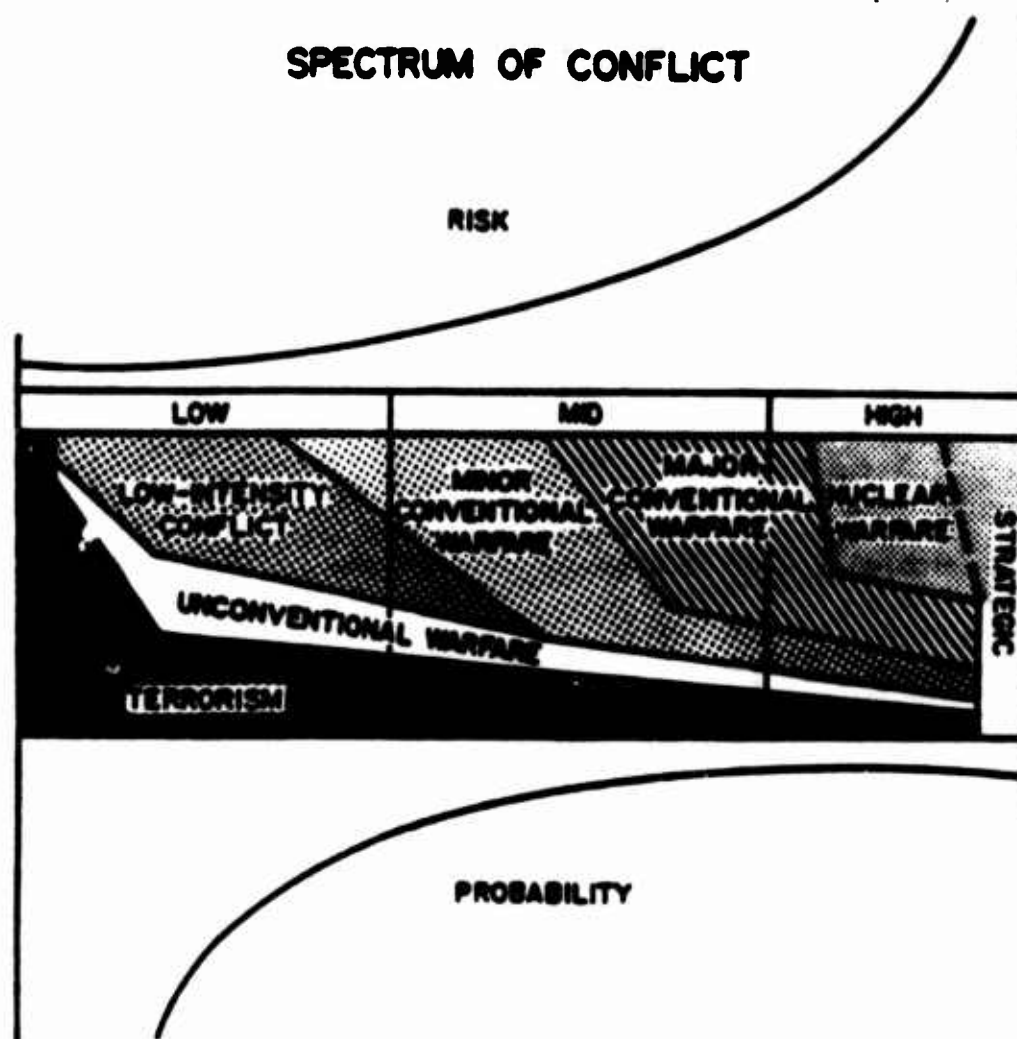 SPECTRUM OF CONFLICT
RISK
LOW
MID
HIGH
LOW-INTENSITY
CONFLICT
MINOR
CONVENTIONAL
WARFARE
MAJOR
CONVENTIONAL
WARFARE
NUCLEAR
WARFARE
STRATEGIC
UNCONVENTIONAL WARFARE
TERRORISM
PROBABILITY